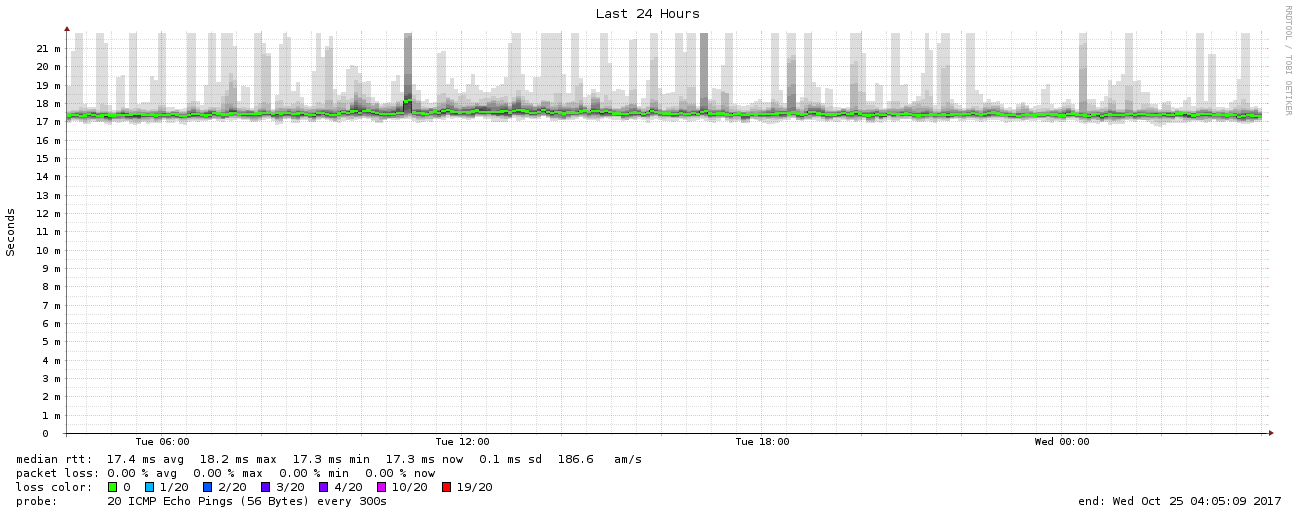 Last 24 Hours
RRDTOOL / TOBI OETIKER
Seconds
21 m
20 m
19 m
18 m
17 m
16 m
15 m
14 m
13 m
12 m
11 m
10 m
9 m
8 m
7 m
6 m
5 m
4 m
3 m
2 m
1 m
0
Tue 06:00 Tue 12:00 Tue 18:00 Wed 00:00
median rtt: 17.4 ms avg 18.2 ms max 17.3 ms min 17.3 ms now 0.1 ms sd 186.6 am/s
packet loss: 0.00 % avg 0.00 % max 0.00 % min 0.00 % now
loss color: 0 1/20 2/20 3/20 4/20 10/20 19/20
probe: 20 ICMP Echo Pings (56 Bytes) every 300s end: Wed Oct 25 04:05:09 2017